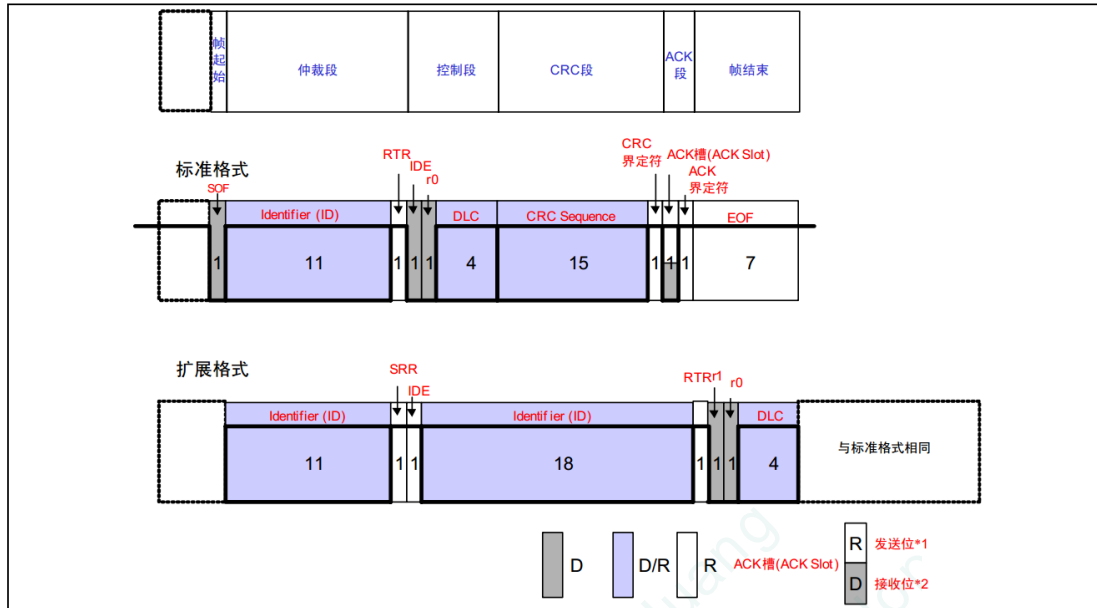 帧起始
仲裁段
控制段
CRC段
ACK段
帧结束
标准格式
SOF
RTR
IDE
r0
CRC
界定符
ACK槽(ACK Slot)
ACK
界定符
Identifier (ID)
DLC
CRC Sequence
EOF
1
11
1
1
1
4
15
1
1
1
7
扩展格式
SRR
IDE
RTR
r1
r0
Identifier (ID)
Identifier (ID)
DLC
11
1
1
18
1
1
1
4
与标准格式相同
D
D/R
R
ACK槽(ACK Slot)
R
发送位*1
D
接收位*2